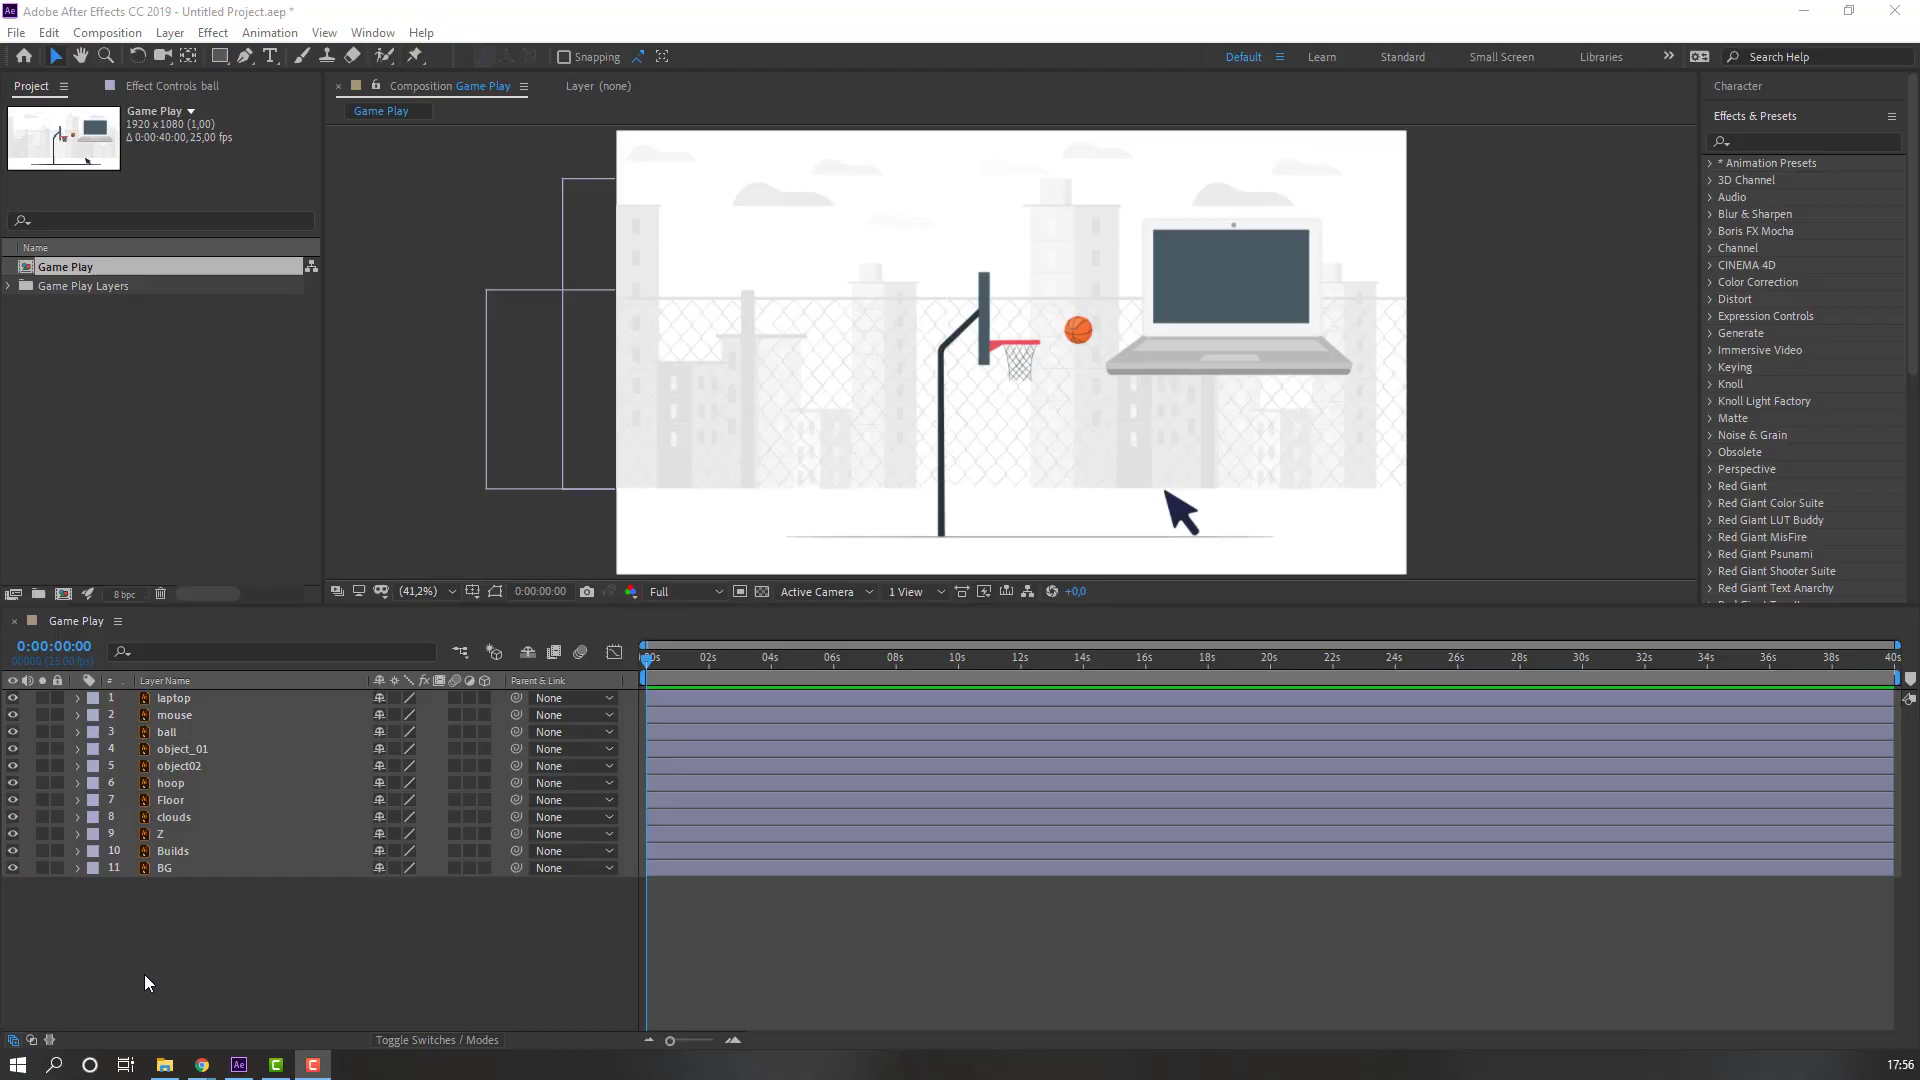 Ae Adobe After Effects CC 2019 - Untitled Project.aep *
File Edit Composition Layer Effect Animation View Window Help
Snapping
Default Learn Standard Small Screen Libraries Search Help
Project Effect Controls ball
Composition Game Play Layer (none)
Character
Game Play
1920 x 1080 (1,00)
Δ 0:00:40:00, 25,00 fps
Game Play
Effects & Presets
* Animation Presets
3D Channel
Audio
Blur & Sharpen
Boris FX Mocha
Channel
CINEMA 4D
Color Correction
Distort
Expression Controls
Generate
Immersive Video
Keying
Knoll
Knoll Light Factory
Matte
Noise & Grain
Obsolete
Perspective
Red Giant
Red Giant Color Suite
Red Giant LUT Buddy
Red Giant MisFire
Red Giant Psunami
Red Giant Shooter Suite
Red Giant Text Anarchy
Name
Game Play
Game Play Layers
8 bpc
(41,2%) 0:00:00:00 Full Active Camera 1 View +0,0
Game Play
0:00:00:00
00000 (25.00 fps)
02s 04s 06s 08s 10s 12s 14s 16s 18s 20s 22s 24s 26s 28s 30s 32s 34s 36s 38s 40s
# Layer Name Parent & Link
1 laptop None
2 mouse None
3 ball None
4 object_01 None
5 object02 None
6 hoop None
7 Floor None
8 clouds None
9 Z None
10 Builds None
11 BG None
Toggle Switches / Modes
Ae
17:56